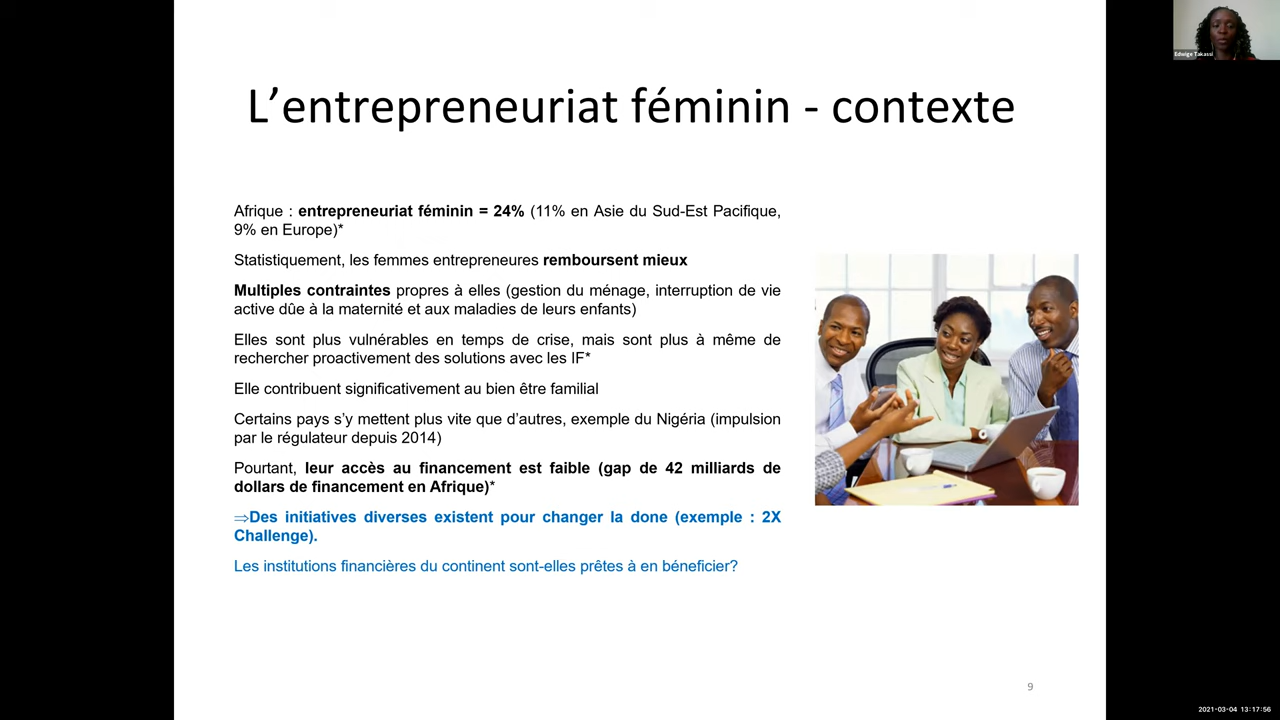 Edwige Takassi
L’entrepreneuriat féminin - contexte
Afrique : entrepreneuriat féminin = 24% (11% en Asie du Sud-Est Pacifique,
9% en Europe)*
Statistiquement, les femmes entrepreneures remboursent mieux
Multiples contraintes propres à elles (gestion du ménage, interruption de vie
active dûe à la maternité et aux maladies de leurs enfants)
Elles sont plus vulnérables en temps de crise, mais sont plus à même de
rechercher proactivement des solutions avec les IF*
Elle contribuent significativement au bien être familial
Certains pays s’y mettent plus vite que d’autres, exemple du Nigéria (impulsion
par le régulateur depuis 2014)
Pourtant, leur accès au financement est faible (gap de 42 milliards de
dollars de financement en Afrique)*
⇒Des initiatives diverses existent pour changer la done (exemple : 2X
Challenge).
Les institutions financières du continent sont-elles prêtes à en béneficier?
9
2021-03-04 13:17:56